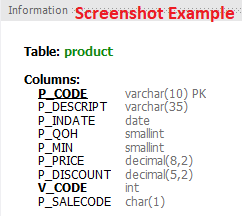 Information Screenshot Example
Table: product
Columns:
P_CODE varchar(10) PK
P_DESCRIPT varchar(35)
P_INDATE date
P_QOH smallint
P_MIN smallint
P_PRICE decimal(8,2)
P_DISCOUNT decimal(5,2)
V_CODE int
P_SALECODE char(1)